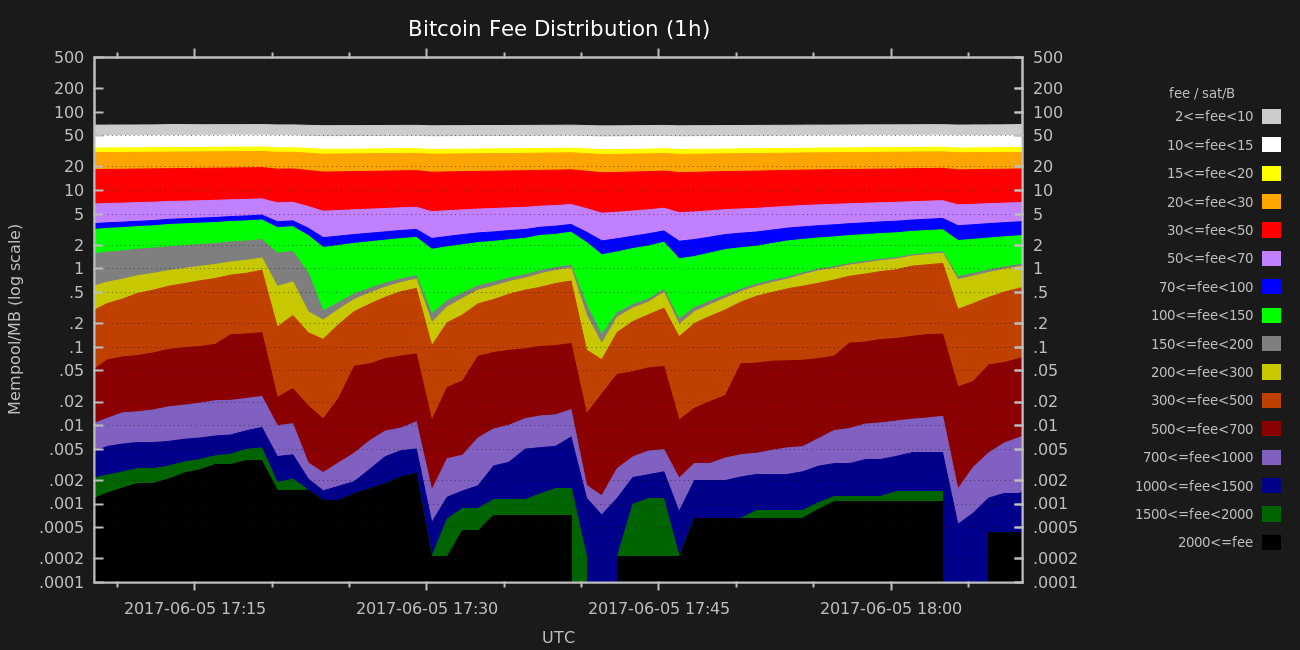 Bitcoin Fee Distribution (1h)
500 500
200 200
100 100
50 50
20 20
10 10
5 5
2 2
1 1
.5 .5
.2 .2
.1 .1
.05 .05
.02 .02
.01 .01
.005 .005
.002 .002
.001 .001
.0005 .0005
.0002 .0002
.0001 .0001
Mempool/MB (log scale)
2017-06-05 17:15 2017-06-05 17:30 2017-06-05 17:45 2017-06-05 18:00
UTC
fee / sat/B
2<=fee<10
10<=fee<15
15<=fee<20
20<=fee<30
30<=fee<50
50<=fee<70
70<=fee<100
100<=fee<150
150<=fee<200
200<=fee<300
300<=fee<500
500<=fee<700
700<=fee<1000
1000<=fee<1500
1500<=fee<2000
2000<=fee